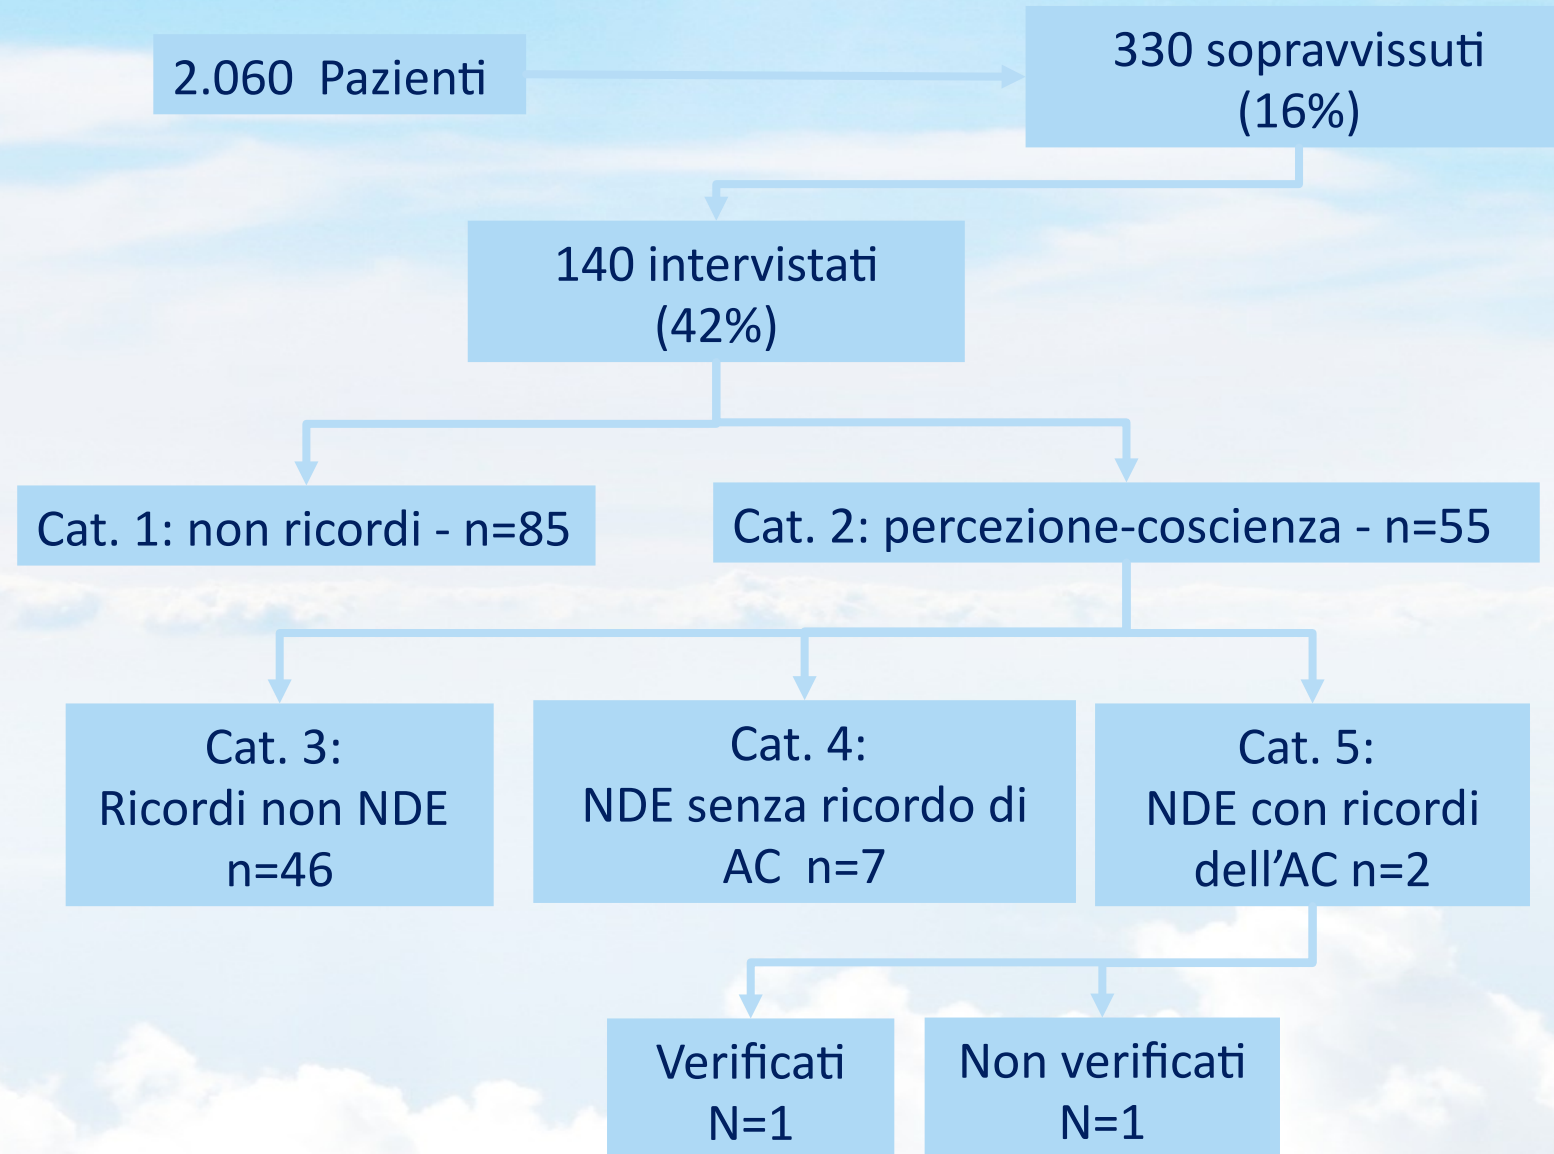 2.060 Pazienti
330 sopravvissuti
(16%)
140 intervistati
(42%)
Cat. 1: non ricordi - n=85
Cat. 2: percezione-coscienza - n=55
Cat. 3:
Ricordi non NDE
n=46
Cat. 4:
NDE senza ricordo di
AC n=7
Cat. 5:
NDE con ricordi
dell’AC n=2
Verificati
N=1
Non verificati
N=1